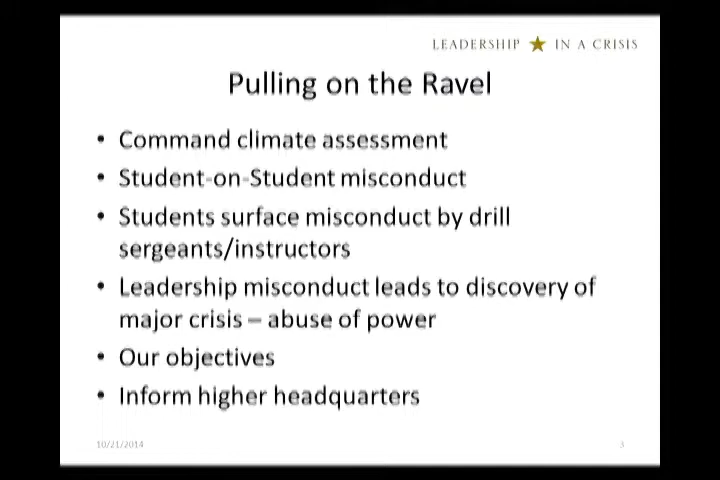 LEADERSHIP ★ IN A CRISIS
Pulling on the Ravel
• Command climate assessment
• Student-on-Student misconduct
• Students surface misconduct by drill
sergeants/instructors
• Leadership misconduct leads to discovery of
major crisis – abuse of power
• Our objectives
• Inform higher headquarters
10/21/2014
3